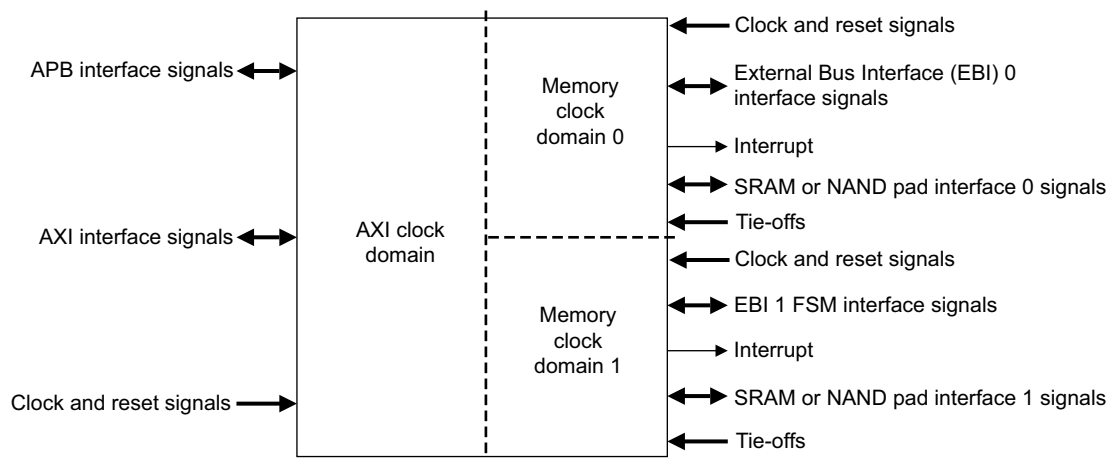 APB interface signals
AXI interface signals
Clock and reset signals
AXI clock
domain
Memory
clock
domain 0
Memory
clock
domain 1
Clock and reset signals
External Bus Interface (EBI) 0
interface signals
Interrupt
SRAM or NAND pad interface 0 signals
Tie-offs
Clock and reset signals
EBI 1 FSM interface signals
Interrupt
SRAM or NAND pad interface 1 signals
Tie-offs